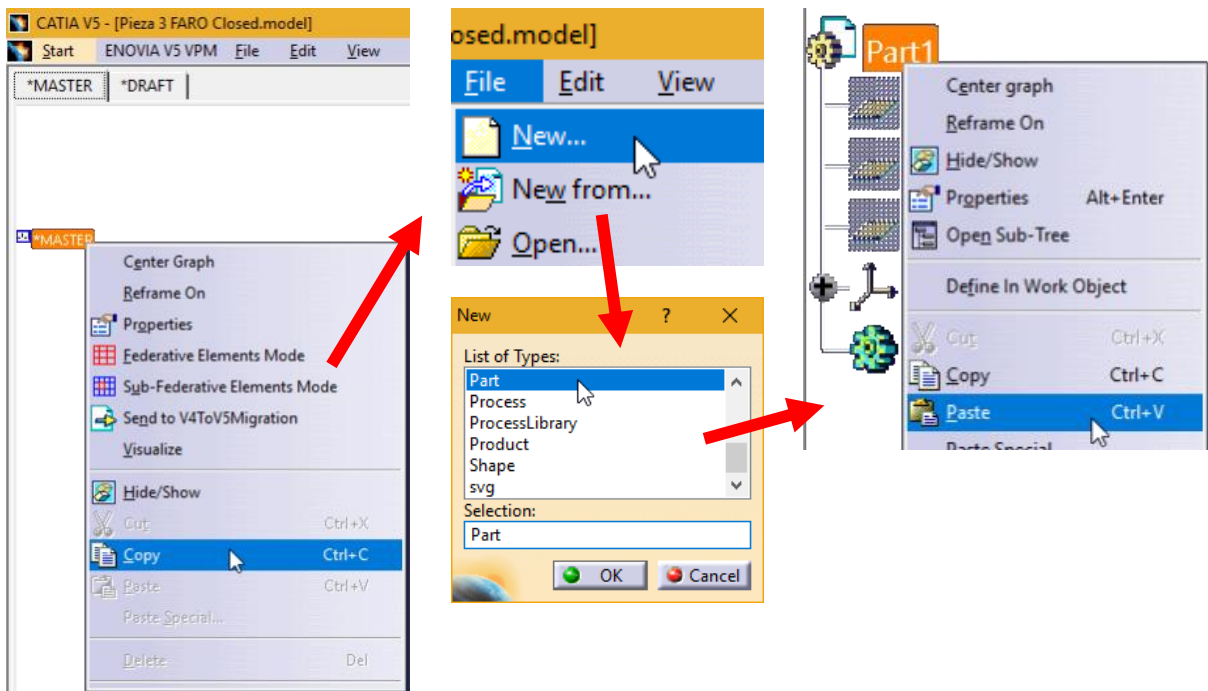 CATIA V5 - [Pieza 3 FARO Closed.model]
Start ENOVIA V5 VPM File Edit View
*MASTER *DRAFT
*MASTER
Center Graph
Reframe On
Properties
Federative Elements Mode
Sub-Federative Elements Mode
Send to V4ToV5Migration
Visualize
Hide/Show
Cut Ctrl+X
Copy Ctrl+C
Paste Ctrl+V
Paste Special...
Delete Del
osed.model]
File Edit View
New...
New from...
Open...
New ? X
List of Types:
Part
Process
ProcessLibrary
Product
Shape
svg
Selection:
Part
OK Cancel
Part1
Center graph
Reframe On
Hide/Show
Properties Alt+Enter
Open Sub-Tree
Define In Work Object
Cut Ctrl+X
Copy Ctrl+C
Paste Ctrl+V
Paste Special